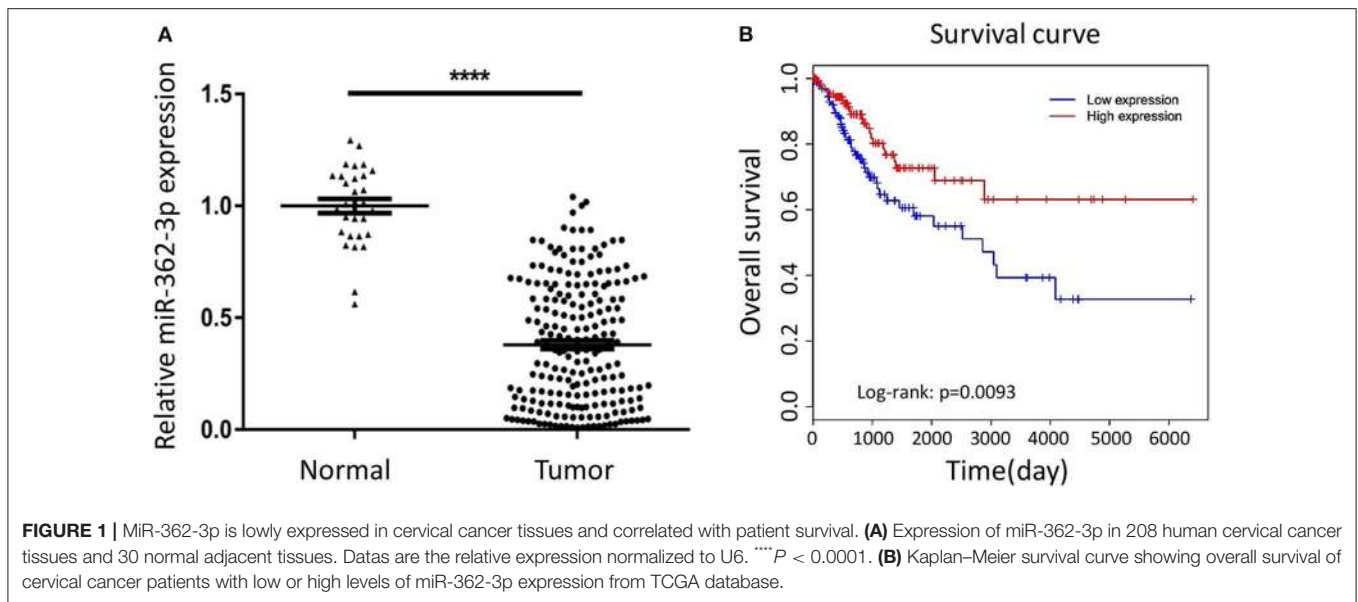 A
B
Survival curve
****
Relative miR-362-3p expression
1.5
1.0
0.5
0.0
Normal
Tumor
Overall survival
1.0
0.8
0.6
0.4
0.2
0.0
Low expression
High expression
Log-rank: p=0.0093
0
1000
2000
3000
4000
5000
6000
Time(day)
FIGURE 1 | MiR-362-3p is lowly expressed in cervical cancer tissues and correlated with patient survival. (A) Expression of miR-362-3p in 208 human cervical cancer
tissues and 30 normal adjacent tissues. Datas are the relative expression normalized to U6. ****P < 0.0001. (B) Kaplan–Meier survival curve showing overall survival of
cervical cancer patients with low or high levels of miR-362-3p expression from TCGA database.